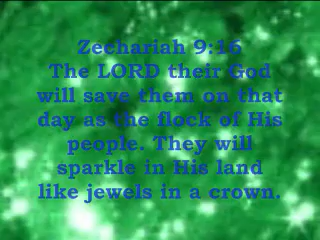 Zechariah 9:16
The LORD their God
will save them on that
day as the flock of His
people. They will
sparkle in His land
like jewels in a crown.